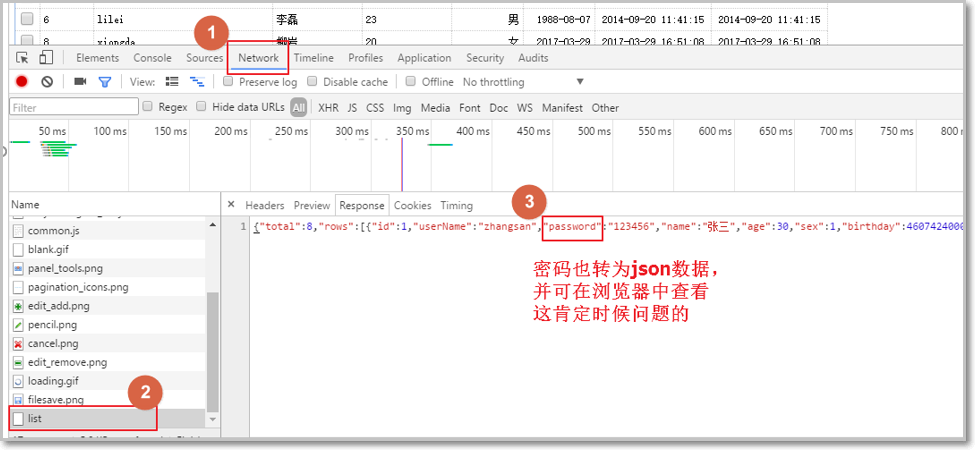 6 lilei 李磊 23 男 1988-08-07 2014-09-20 11:41:15 2014-09-20 11:41:15
8 xiongda 20 女 2017-03-29 2017-03-29 16:51:08 2017-03-29 16:51:08
1
Elements Console Sources Network Timeline Profiles Application Security Audits
View: Preserve log Disable cache Offline No throttling
Filter Regex Hide data URLs All XHR JS CSS Img Media Font Doc WS Manifest Other
50 ms 100 ms 150 ms 200 ms 250 ms 300 ms 350 ms 400 ms 450 ms 500 ms 550 ms 600 ms 650 ms 700 ms 750 ms 800 m
Name
common.js
blank.gif
panel_tools.png
pagination_icons.png
edit_add.png
pencil.png
cancel.png
edit_remove.png
loading.gif
filesave.png
list
2
× Headers Preview Response Cookies Timing
3
1 {"total":8,"rows":[{"id":1,"userName":"zhangsan","password":"123456","name":"张三","age":30,"sex":1,"birthday":4607424000
密码也转为json数据，
并可在浏览器中查看
这肯定时候问题的